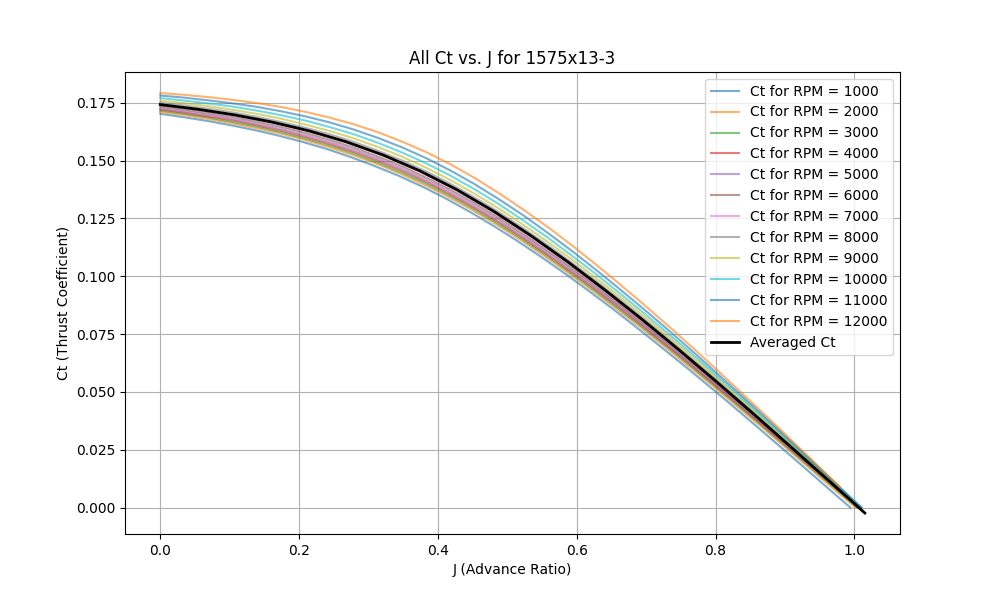 All Ct vs. J for 1575x13-3
Ct (Thrust Coefficient)
0.175
0.150
0.125
0.100
0.075
0.050
0.025
0.000
Ct for RPM = 1000
Ct for RPM = 2000
Ct for RPM = 3000
Ct for RPM = 4000
Ct for RPM = 5000
Ct for RPM = 6000
Ct for RPM = 7000
Ct for RPM = 8000
Ct for RPM = 9000
Ct for RPM = 10000
Ct for RPM = 11000
Ct for RPM = 12000
Averaged Ct
0.0 0.2 0.4 0.6 0.8 1.0
J (Advance Ratio)